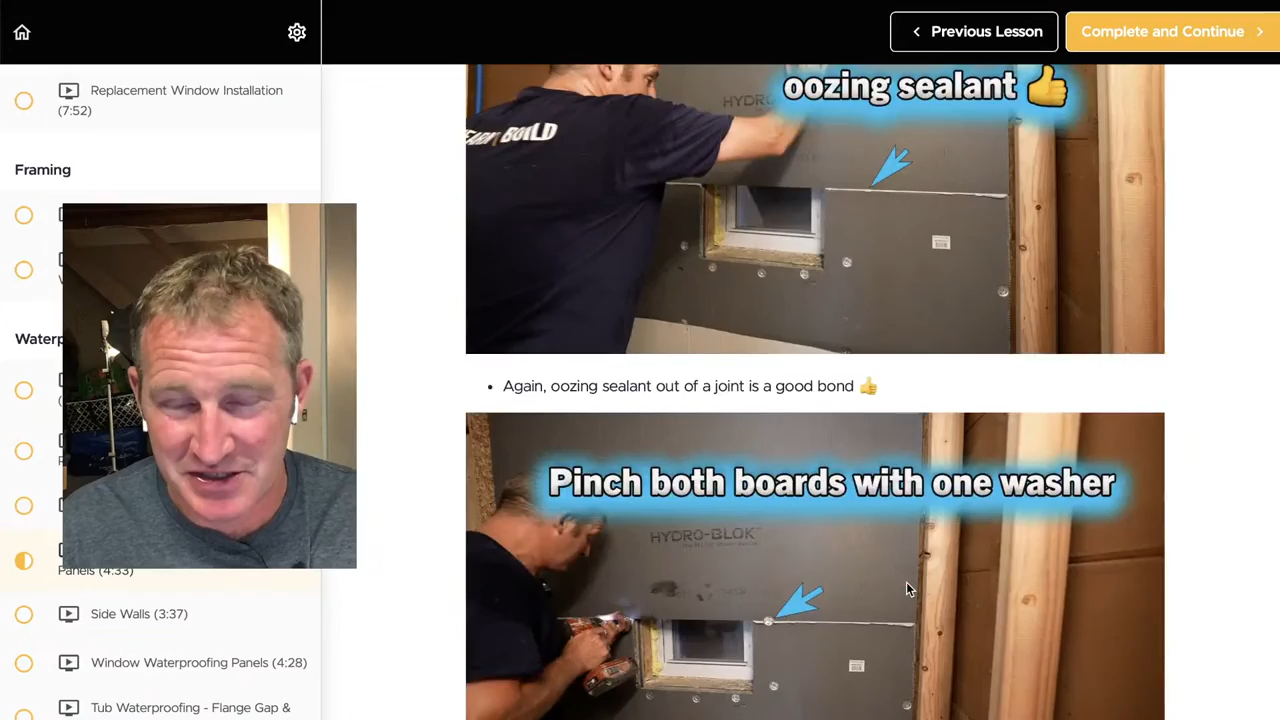 Previous Lesson
Complete and Continue
Replacement Window Installation
(7:52)
Framing
Waterp
Panels (4:33)
Side Walls (3:37)
Window Waterproofing Panels (4:28)
Tub Waterproofing - Flange Gap &
oozing sealant 👍
HYDRO
EARN BUILD
• Again, oozing sealant out of a joint is a good bond 👍
Pinch both boards with one washer
HYDRO-BLOK